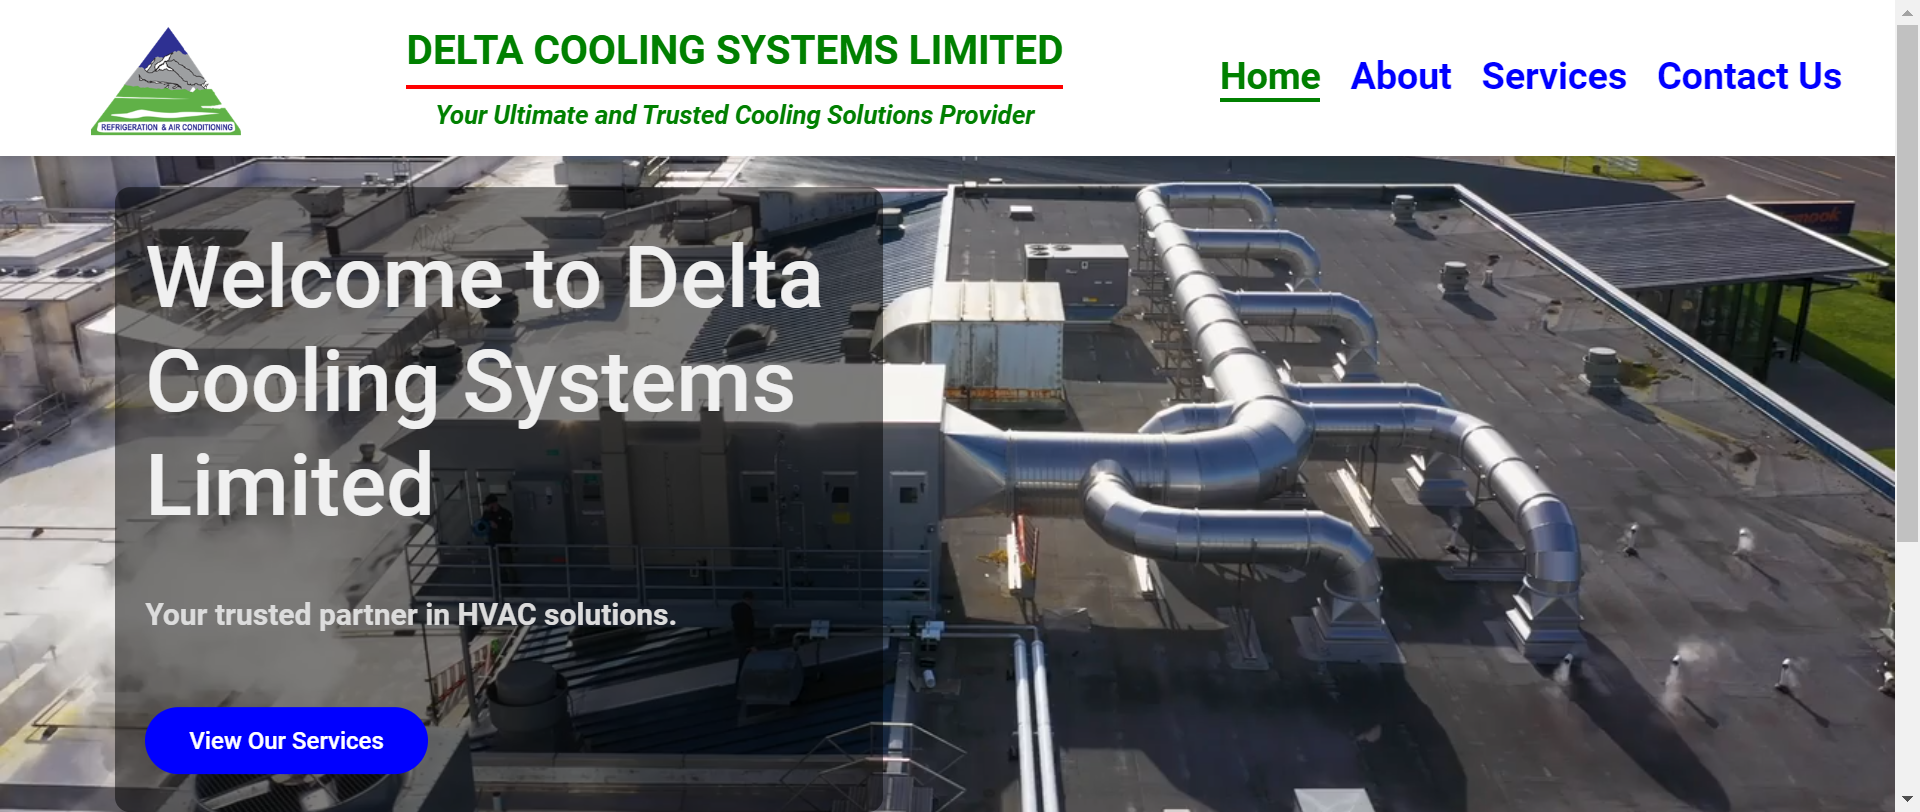 REFRIGERATION & AIR CONDITIONING
DELTA COOLING SYSTEMS LIMITED
Your Ultimate and Trusted Cooling Solutions Provider
Home About Services Contact Us
Welcome to Delta
Cooling Systems
Limited
Your trusted partner in HVAC solutions.
View Our Services